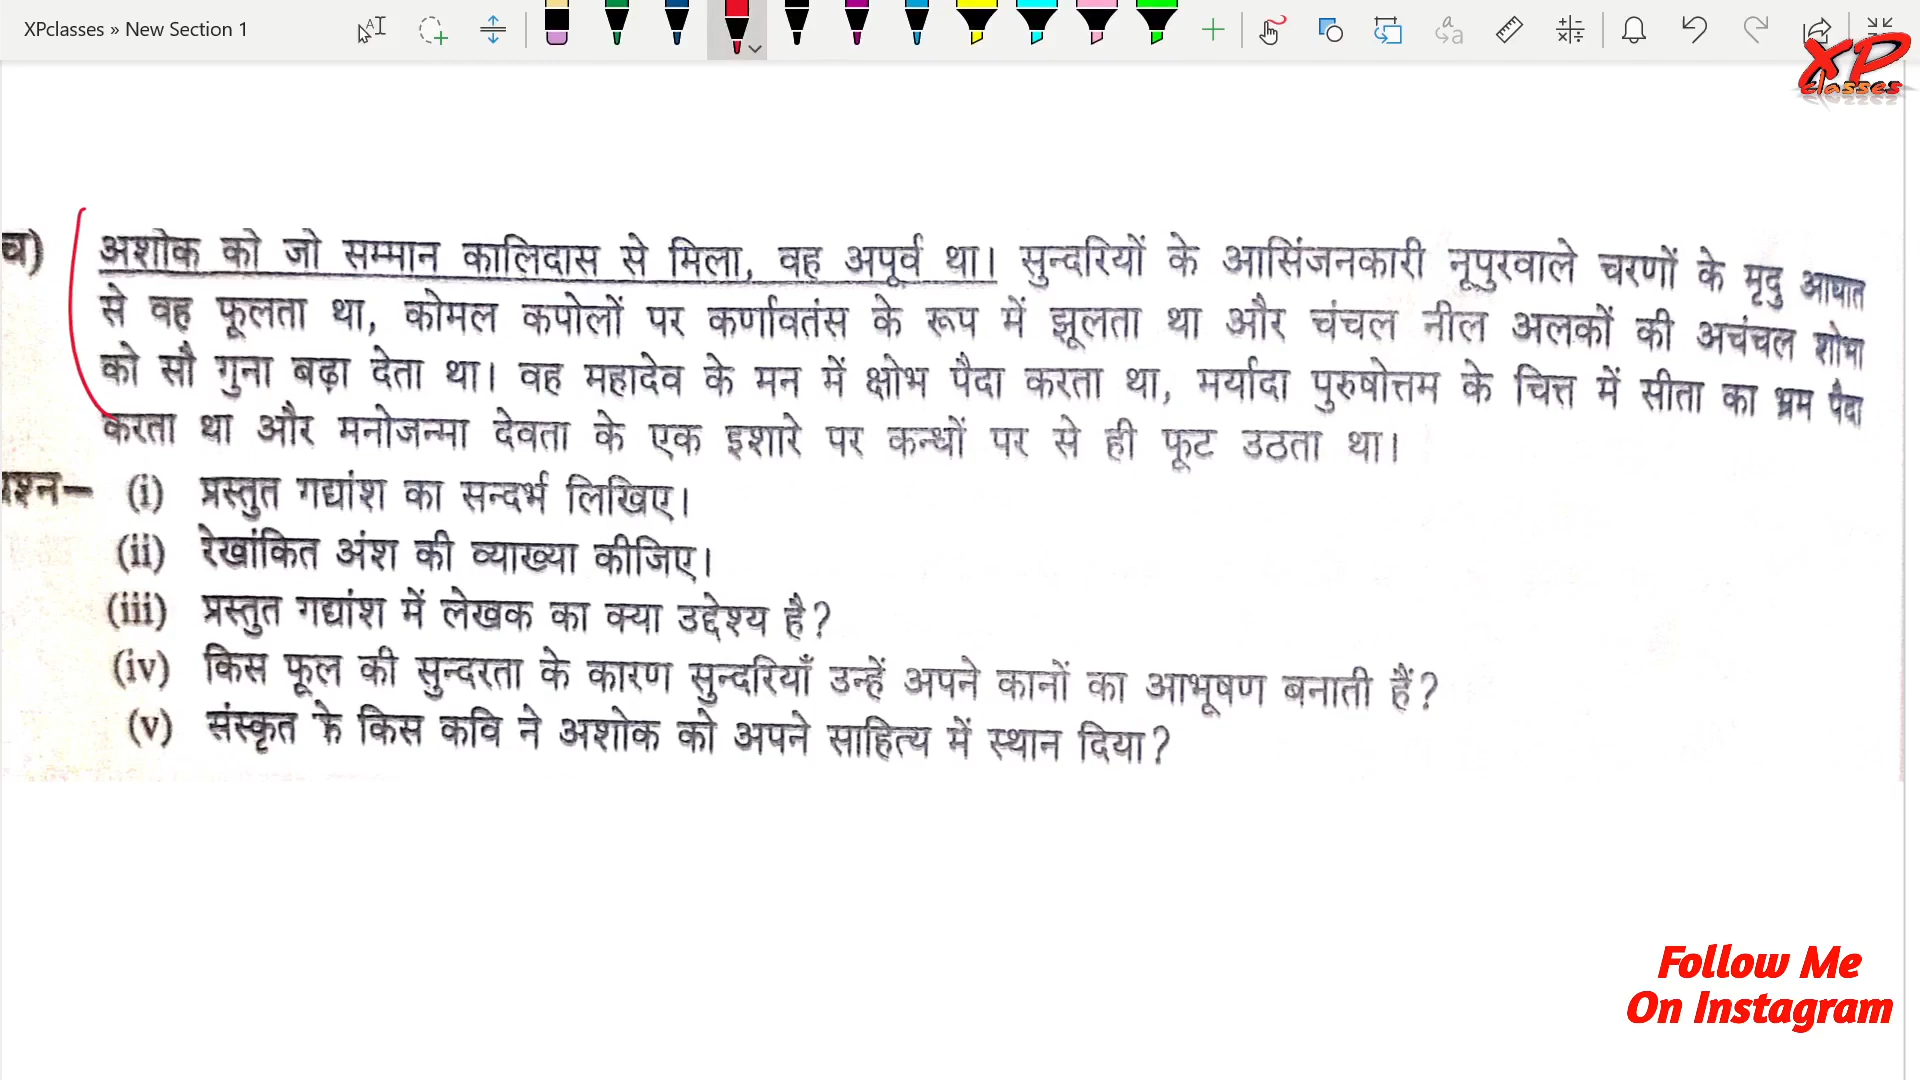 XPclasses » New Section 1
XP
classes
च) अशोक को जो सम्मान कालिदास से मिला, वह अपूर्व था। सुन्दरियों के आसिंजनकारी नूपुरवाले चरणों के मृदु आघात
से वह फूलता था, कोमल कपोलों पर कर्णावतंस के रूप में झूलता था और चंचल नील अलकों की अचंचल शोभा
को सौ गुना बढ़ा देता था। वह महादेव के मन में क्षोभ पैदा करता था, मर्यादा पुरुषोत्तम के चित्त में सीता का भ्रम पैदा
करता था और मनोजन्मा देवता के एक इशारे पर कन्धों पर से ही फूट उठता था।
प्रश्न– (i) प्रस्तुत गद्यांश का सन्दर्भ लिखिए।
(ii) रेखांकित अंश की व्याख्या कीजिए।
(iii) प्रस्तुत गद्यांश में लेखक का क्या उद्देश्य है?
(iv) किस फूल की सुन्दरता के कारण सुन्दरियाँ उन्हें अपने कानों का आभूषण बनाती हैं?
(v) संस्कृत के किस कवि ने अशोक को अपने साहित्य में स्थान दिया?
Follow Me
On Instagram